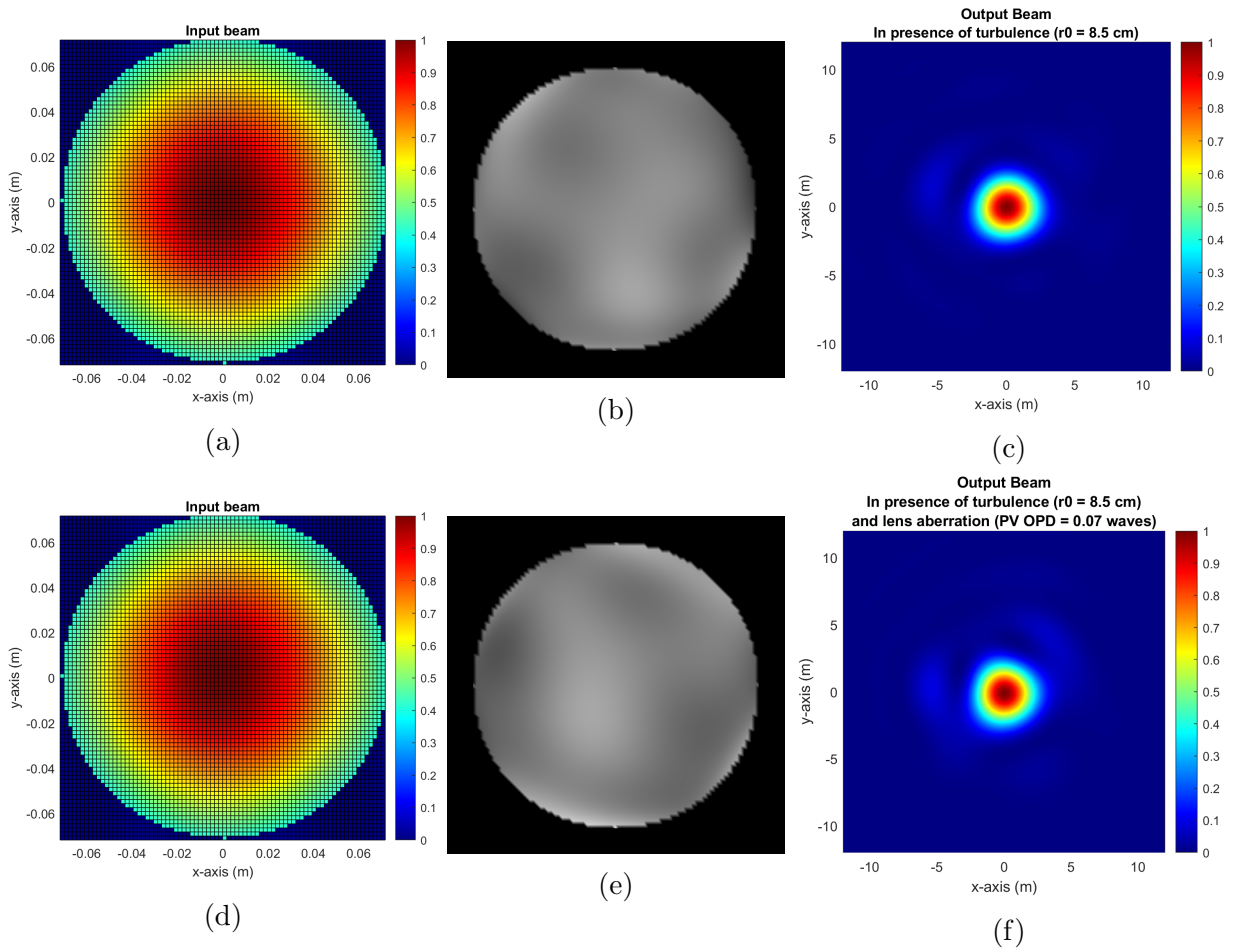 Input beam
0.06
0.04
0.02
0
-0.02
-0.04
-0.06
y-axis (m)
-0.06 -0.04 -0.02 0 0.02 0.04 0.06
x-axis (m)
1
0.9
0.8
0.7
0.6
0.5
0.4
0.3
0.2
0.1
0
(a)
(b)
Output Beam
In presence of turbulence (r0 = 8.5 cm)
10
5
0
-5
-10
y-axis (m)
-10 -5 0 5 10
x-axis (m)
1
0.9
0.8
0.7
0.6
0.5
0.4
0.3
0.2
0.1
0
(c)
Input beam
0.06
0.04
0.02
0
-0.02
-0.04
-0.06
y-axis (m)
-0.06 -0.04 -0.02 0 0.02 0.04 0.06
x-axis (m)
1
0.9
0.8
0.7
0.6
0.5
0.4
0.3
0.2
0.1
0
(d)
(e)
Output Beam
In presence of turbulence (r0 = 8.5 cm)
and lens aberration (PV OPD = 0.07 waves)
10
5
0
-5
-10
y-axis (m)
-10 -5 0 5 10
x-axis (m)
1
0.9
0.8
0.7
0.6
0.5
0.4
0.3
0.2
0.1
0
(f)